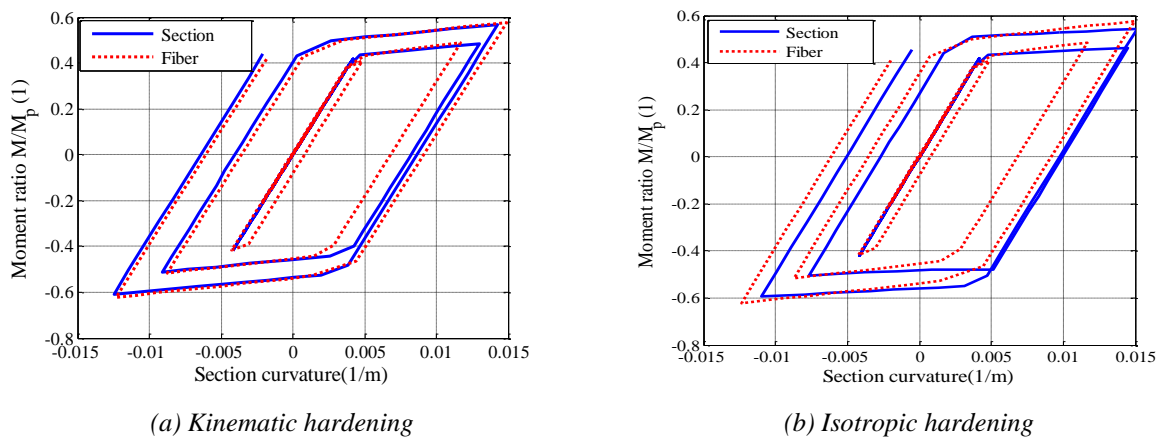 0.6
0.4
0.2
0
-0.2
-0.4
-0.6
-0.8
Moment ratio M/M_p (1)
Section
Fiber
-0.015 -0.01 -0.005 0 0.005 0.01 0.015
Section curvature(1/m)
(a) Kinematic hardening
0.6
0.4
0.2
0
-0.2
-0.4
-0.6
-0.8
Moment ratio M/M_p (1)
Section
Fiber
-0.015 -0.01 -0.005 0 0.005 0.01 0.015
Section curvature(1/m)
(b) Isotropic hardening